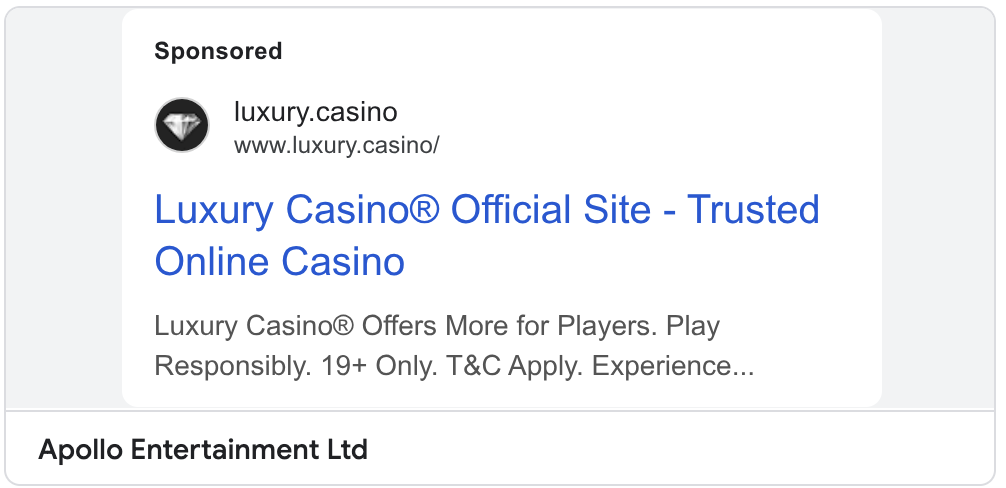 Sponsored
luxury.casino
www.luxury.casino/
Luxury Casino® Official Site - Trusted
Online Casino
Luxury Casino® Offers More for Players. Play
Responsibly. 19+ Only. T&C Apply. Experience...
Apollo Entertainment Ltd